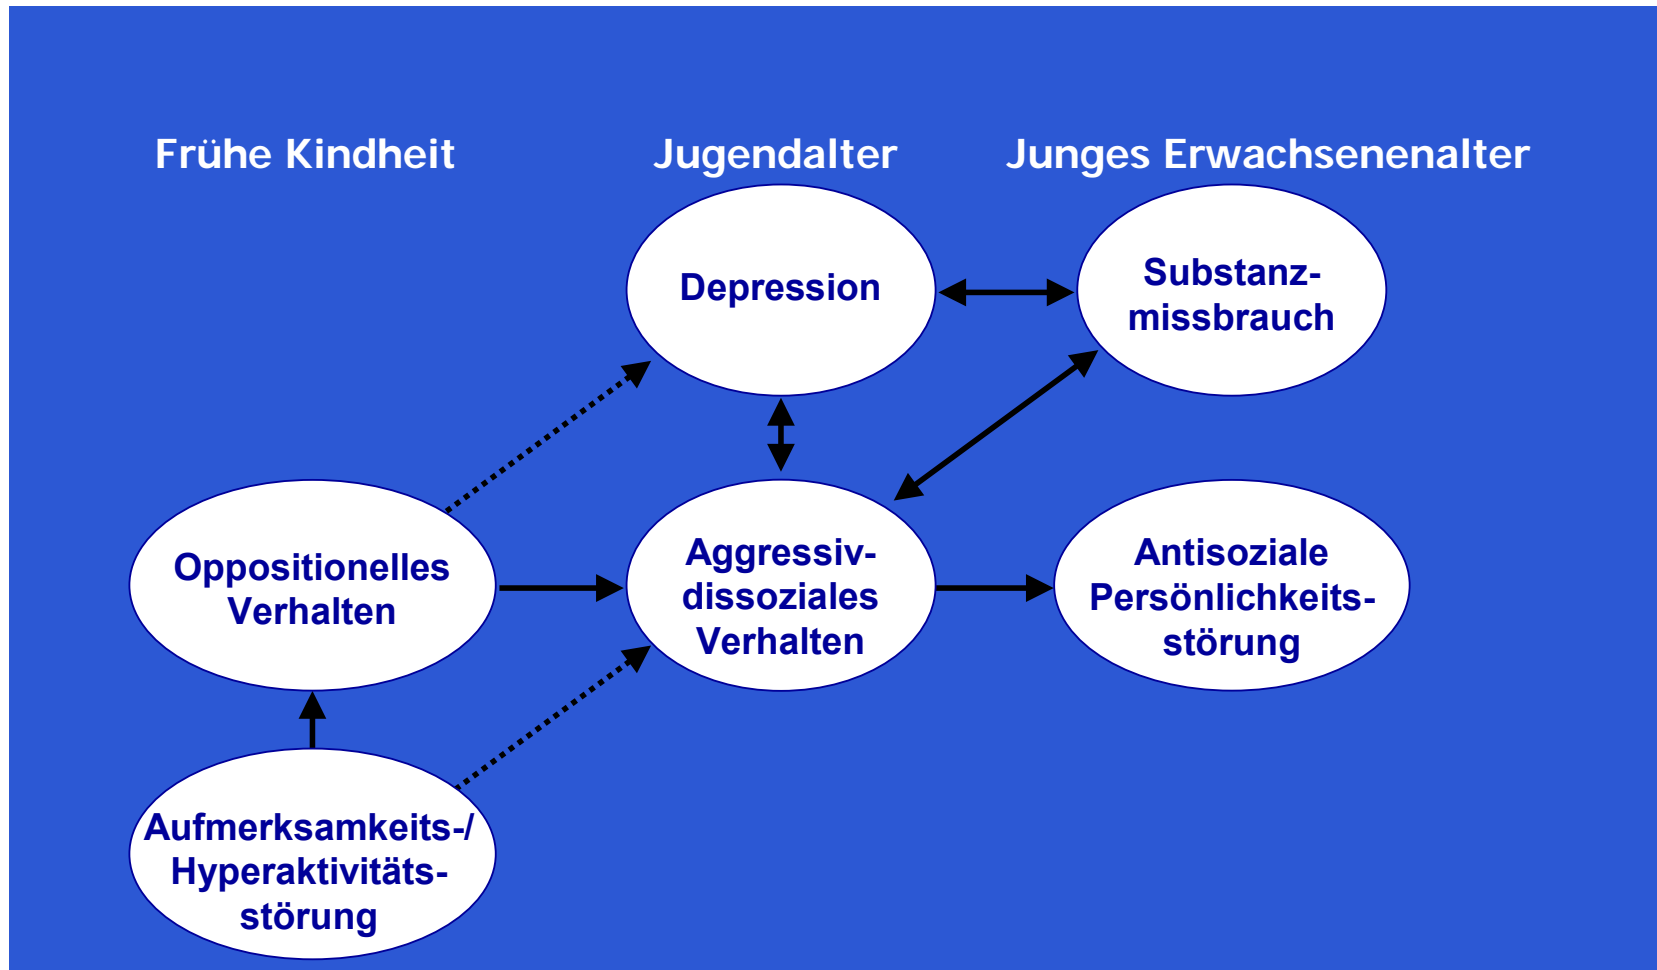 Frühe Kindheit
Jugendalter
Junges Erwachsenenalter
Depression
Substanz-
missbrauch
Oppositionelles
Verhalten
Aggressiv-
dissoziales
Verhalten
Antisoziale
Persönlichkeits-
störung
Aufmerksamkeits-/
Hyperaktivitäts-
störung